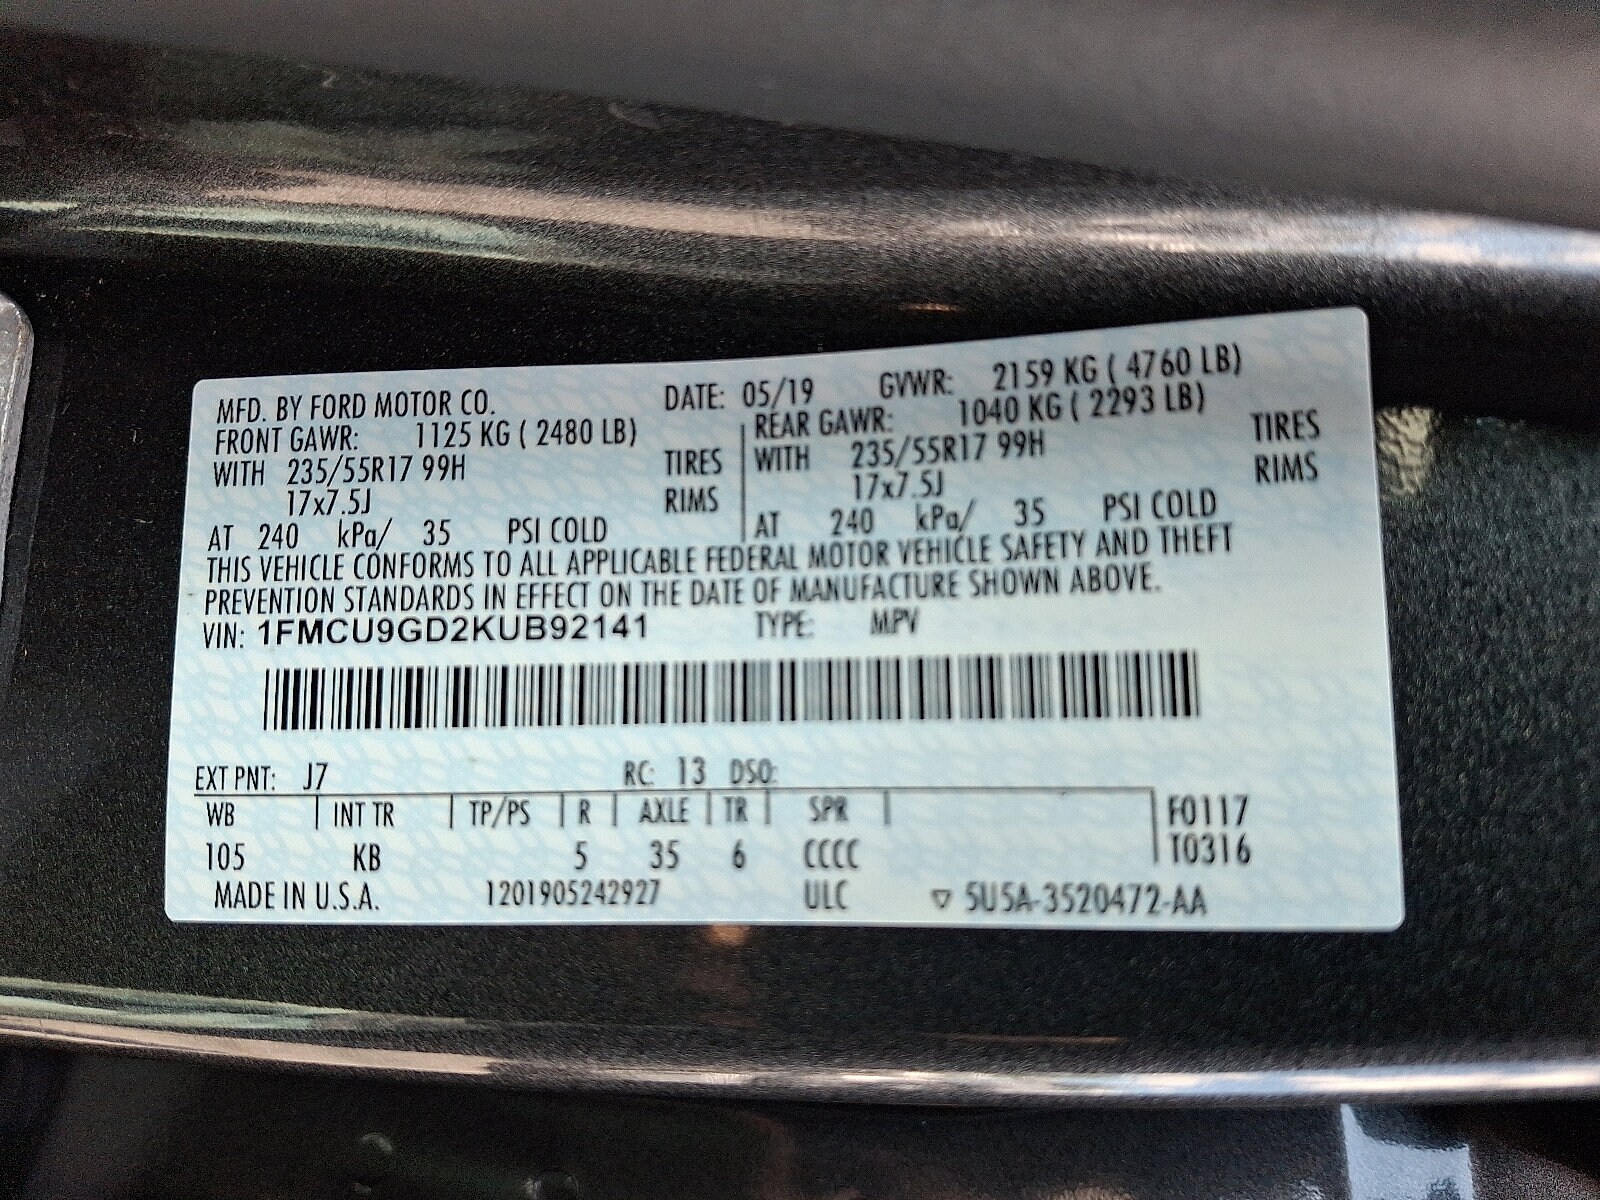 MFD. BY FORD MOTOR CO. DATE: 05/19 GVWR: 2159 KG ( 4760 LB)
FRONT GAWR: 1125 KG ( 2480 LB) REAR GAWR: 1040 KG ( 2293 LB)
WITH 235/55R17 99H TIRES WITH 235/55R17 99H TIRES
17x7.5J RIMS 17x7.5J RIMS
AT 240 kPa/ 35 PSI COLD AT 240 kPa/ 35 PSI COLD
THIS VEHICLE CONFORMS TO ALL APPLICABLE FEDERAL MOTOR VEHICLE SAFETY AND THEFT
PREVENTION STANDARDS IN EFFECT ON THE DATE OF MANUFACTURE SHOWN ABOVE.
VIN: 1FMCU9GD2KUB92141 TYPE: MPV
EXT PNT: J7 RC: 13 DSO:
WB INT TR TP/PS R AXLE TR SPR F0117
105 KB 5 35 6 CCCC T0316
MADE IN U.S.A. 1201905242927 ULC ▽ 5U5A-3520472-AA